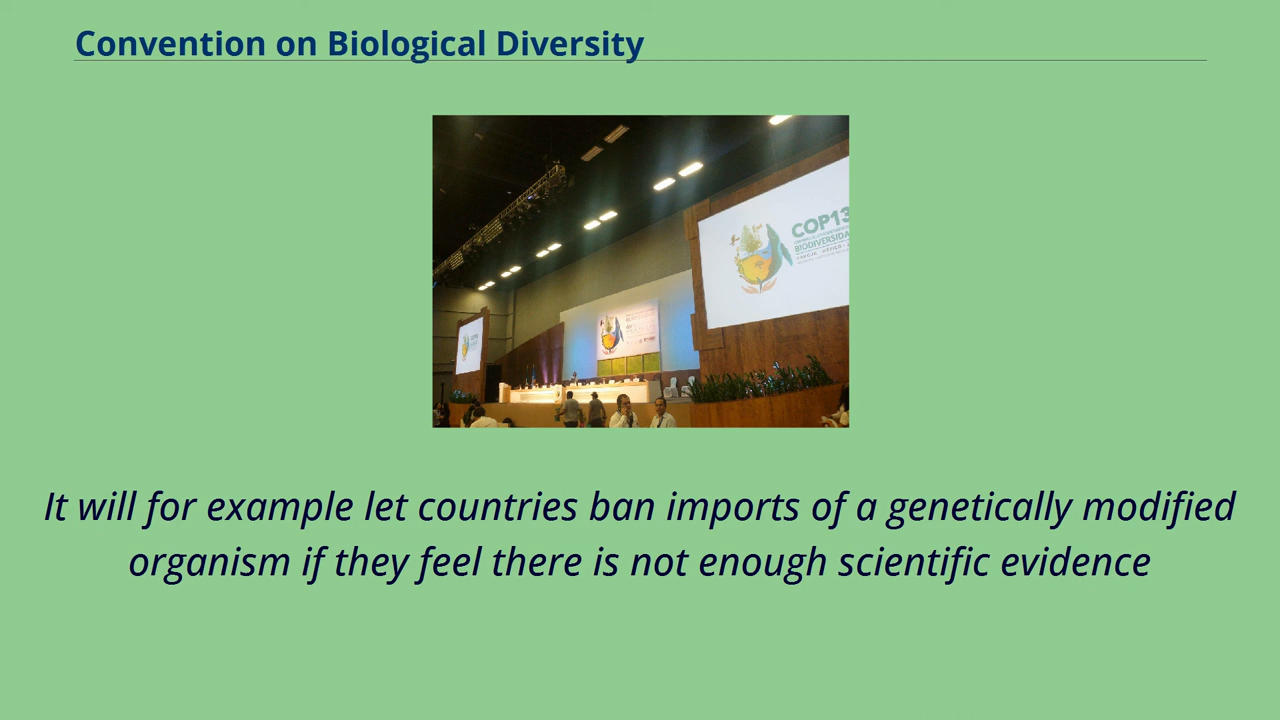 Convention on Biological Diversity
COP13
BIODIVERSIDA
It will for example let countries ban imports of a genetically modified
organism if they feel there is not enough scientific evidence